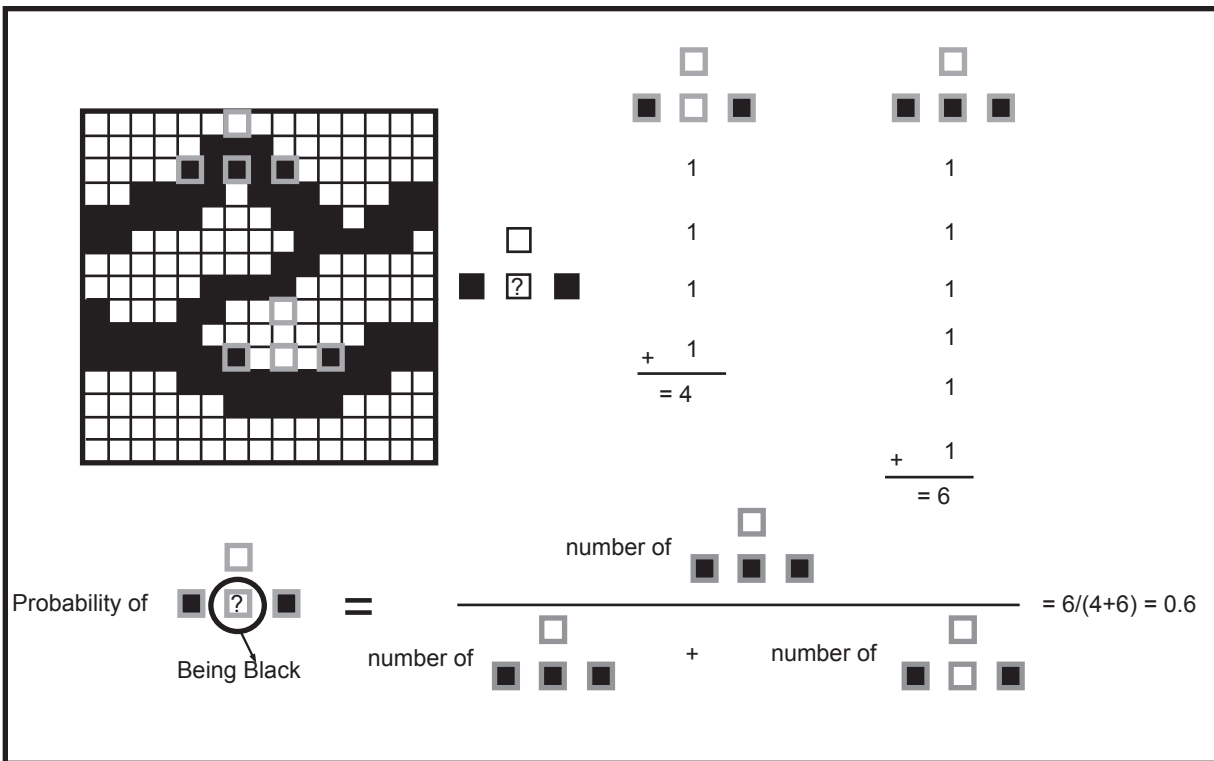 1 1
1 1
?
1 1
1
+ 1
1
= 4
+ 1
= 6
number of
Probability of ? = = 6/(4+6) = 0.6
number of + number of
Being Black